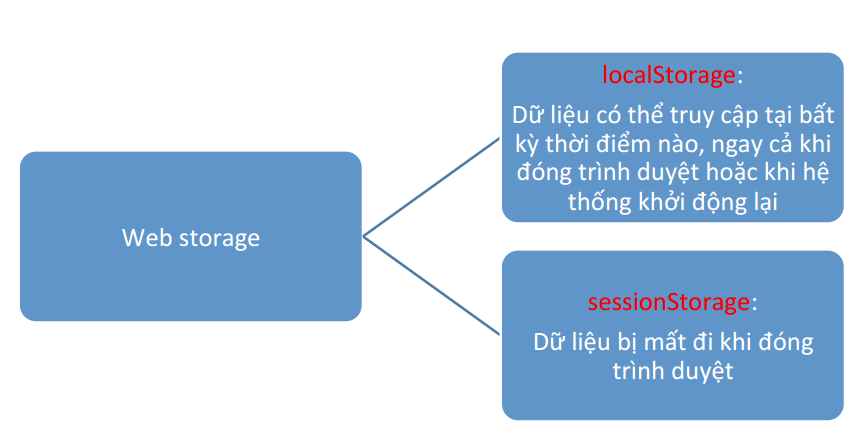 Web storage
localStorage:
Dữ liệu có thể truy cập tại bất
kỳ thời điểm nào, ngay cả khi
đóng trình duyệt hoặc khi hệ
thống khởi động lại
sessionStorage:
Dữ liệu bị mất đi khi đóng
trình duyệt